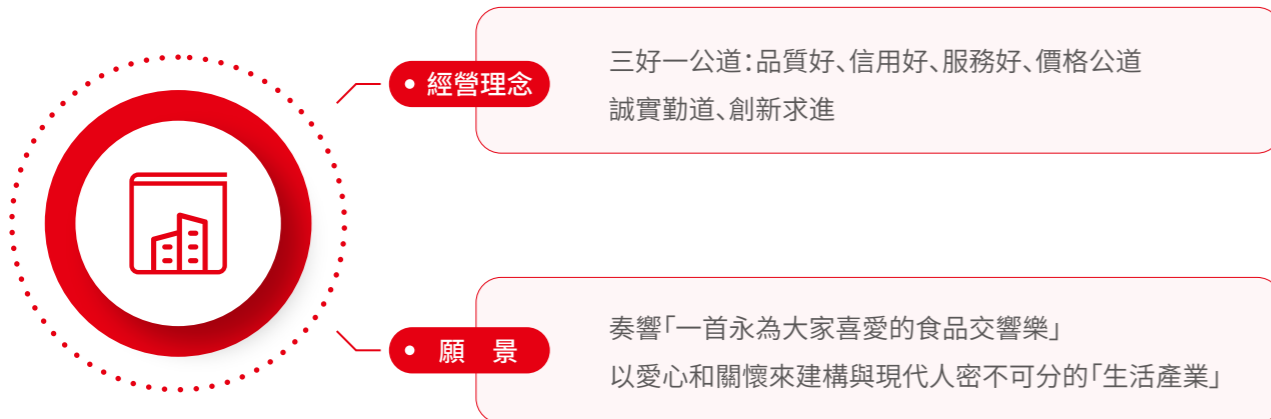 經營理念
三好一公道：品質好、信用好、服務好、價格公道
誠實勤道、創新求進
願 景
奏響「一首永為大家喜愛的食品交響樂」
以愛心和關懷來建構與現代人密不可分的「生活產業」